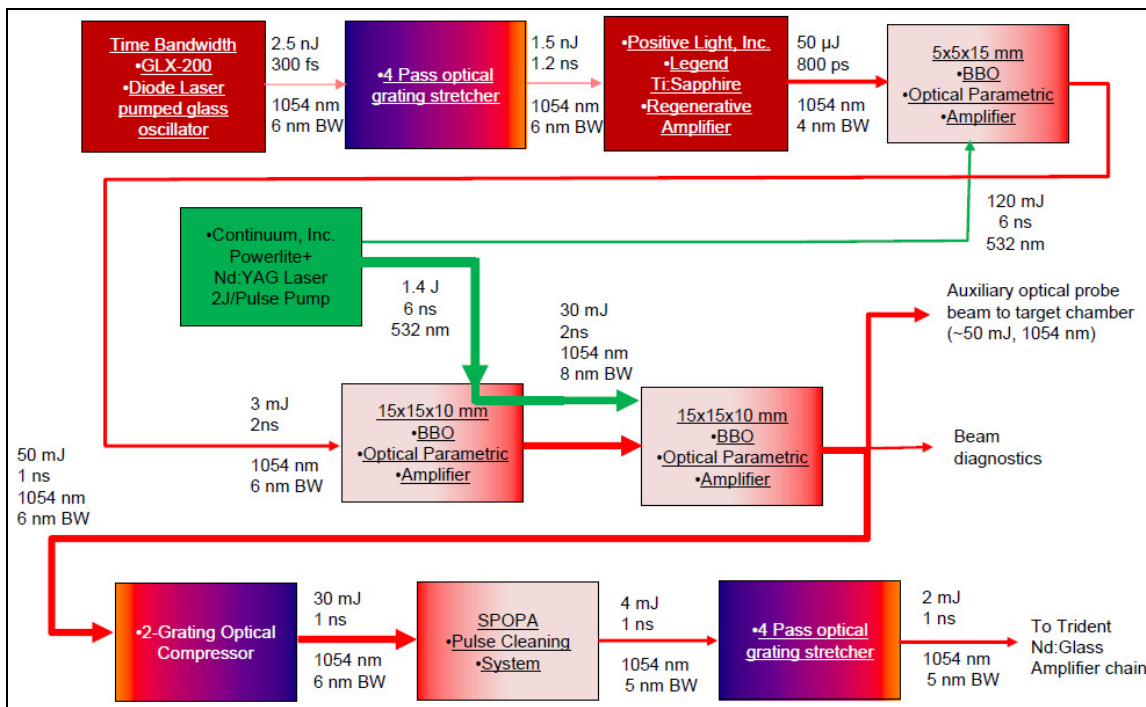 Time Bandwidth
•GLX-200
•Diode Laser
pumped glass
oscillator
2.5 nJ
300 fs
1054 nm
6 nm BW
•4 Pass optical
grating stretcher
1.5 nJ
1.2 ns
1054 nm
6 nm BW
•Positive Light, Inc.
•Legend
Ti:Sapphire
•Regenerative
Amplifier
50 µJ
800 ps
1054 nm
4 nm BW
5x5x15 mm
•BBO
•Optical Parametric
•Amplifier
•Continuum, Inc.
Powerlite+
Nd:YAG Laser
2J/Pulse Pump
120 mJ
6 ns
532 nm
1.4 J
6 ns
532 nm
30 mJ
2ns
1054 nm
8 nm BW
Auxiliary optical probe
beam to target chamber
(~50 mJ, 1054 nm)
3 mJ
2ns
1054 nm
6 nm BW
15x15x10 mm
•BBO
•Optical Parametric
•Amplifier
15x15x10 mm
•BBO
•Optical Parametric
•Amplifier
Beam
diagnostics
50 mJ
1 ns
1054 nm
6 nm BW
•2-Grating Optical
Compressor
30 mJ
1 ns
1054 nm
6 nm BW
SPOPA
•Pulse Cleaning
•System
4 mJ
1 ns
1054 nm
5 nm BW
•4 Pass optical
grating stretcher
2 mJ
1 ns
1054 nm
5 nm BW
To Trident
Nd:Glass
Amplifier chain